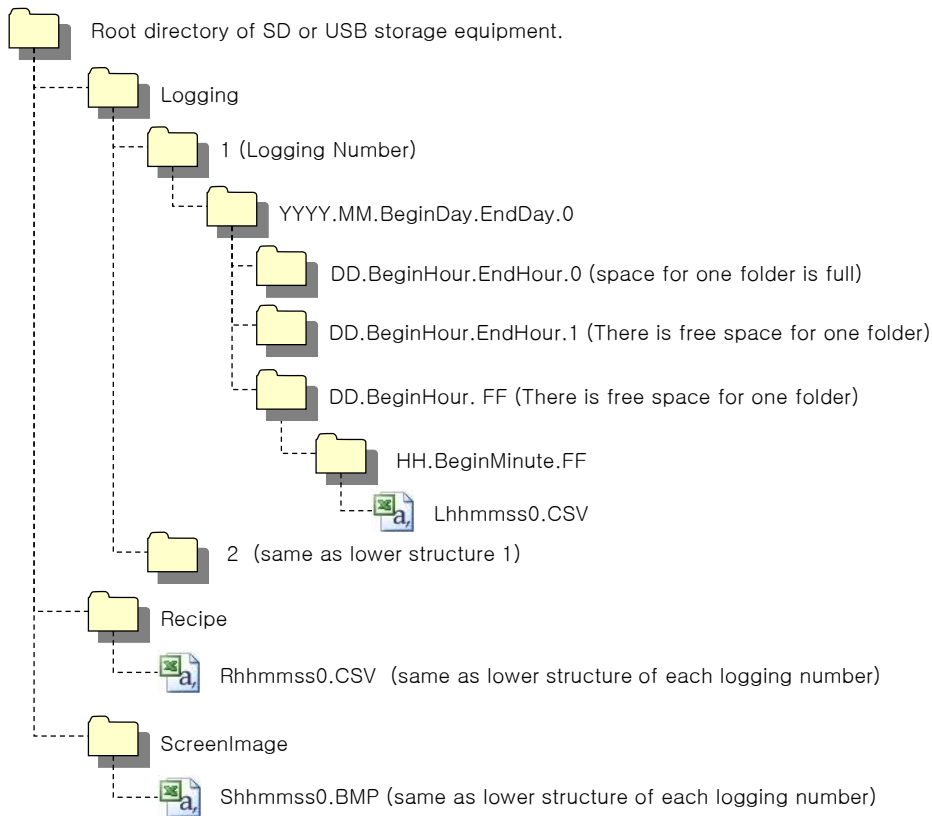 Root directory of SD or USB storage equipment.
Logging
1 (Logging Number)
YYYY.MM.BeginDay.EndDay.0
DD.BeginHour.EndHour.0 (space for one folder is full)
DD.BeginHour.EndHour.1 (There is free space for one folder)
DD.BeginHour. FF (There is free space for one folder)
HH.BeginMinute.FF
a,
Lhhmmss0.CSV
2 (same as lower structure 1)
Recipe
a,
Rhhmmss0.CSV (same as lower structure of each logging number)
ScreenImage
a,
Shhmmss0.BMP (same as lower structure of each logging number)